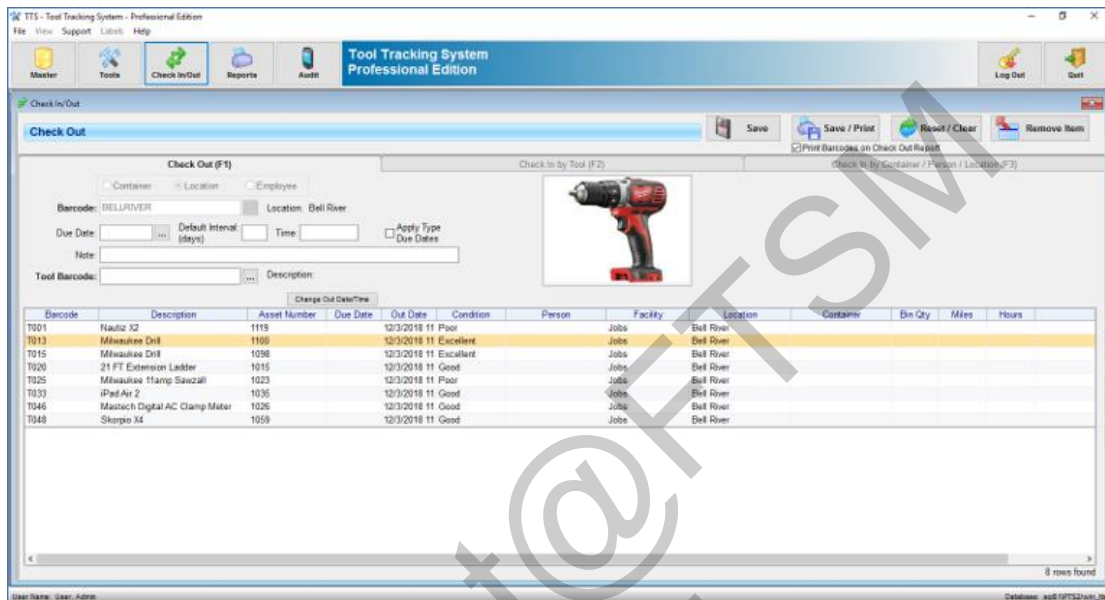 TTS - Tool Tracking System - Professional Edition
File View Support Labels Help
Master Tools Check In/Out Reports Audit Tool Tracking System Log Out Quit
Professional Edition
Check In/Out
Check Out Save Save / Print Reset / Clear Remove Item
Print Barcodes on Check Out Report
Check Out (F1) Check In by Tool (F2) Check In by Container / Person / Location (F3)
Container Location Employee
Barcode: BELLRIVER ... Location: Bell River
Due Date: ... Default Interval: (days) Time: Apply Type Due Dates
Note:
Tool Barcode: ... Description:
Change Out Date/Time
Barcode Description Asset Number Due Date Out Date Condition Person Facility Location Container Bin Qty Miles Hours
T001 Nautiz X2 1119 12/3/2018 11 Poor Jobs Bell River
T013 Milwaukee Drill 1100 12/3/2018 11 Excellent Jobs Bell River
T015 Milwaukee Drill 1098 12/3/2018 11 Excellent Jobs Bell River
T020 21 FT Extension Ladder 1015 12/3/2018 11 Good Jobs Bell River
T025 Milwaukee 11amp Sawzall 1023 12/3/2018 11 Poor Jobs Bell River
T033 iPad Air 2 1035 12/3/2018 11 Good Jobs Bell River
T046 Mastech Digital AC Clamp Meter 1026 12/3/2018 11 Good Jobs Bell River
T048 Skorpio X4 1059 12/3/2018 11 Good Jobs Bell River
8 rows found
User Name: User, Admin Database:
t@FTSM